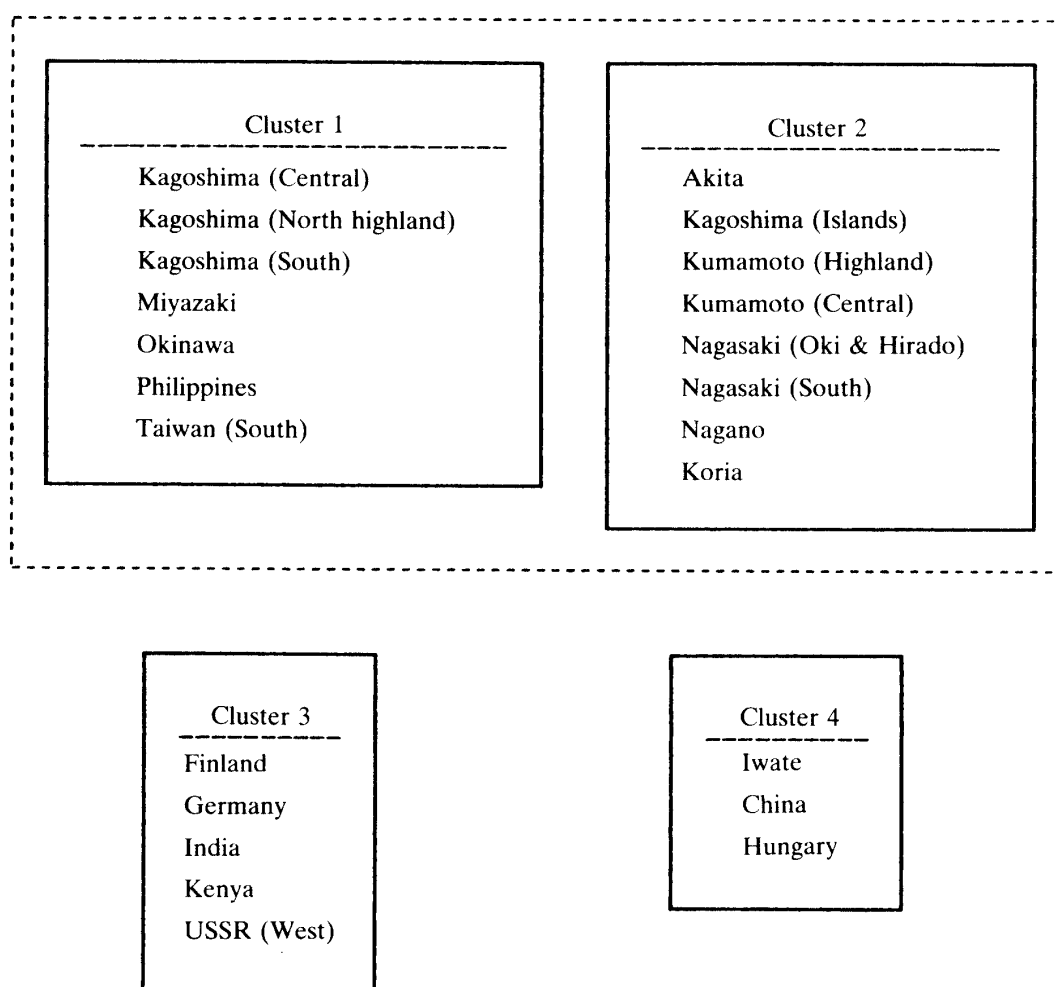 Cluster 1
Kagoshima (Central)
Kagoshima (North highland)
Kagoshima (South)
Miyazaki
Okinawa
Philippines
Taiwan (South)
Cluster 2
Akita
Kagoshima (Islands)
Kumamoto (Highland)
Kumamoto (Central)
Nagasaki (Oki & Hirado)
Nagasaki (South)
Nagano
Koria
Cluster 3
Finland
Germany
India
Kenya
USSR (West)
Cluster 4
Iwate
China
Hungary